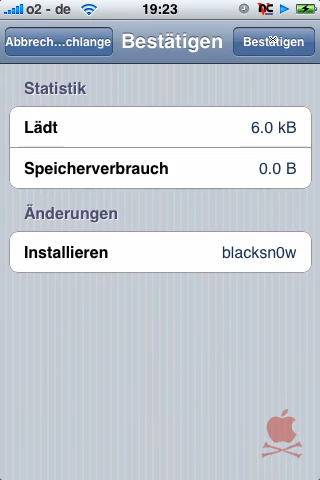 o2 - de 19:23
Abbrech...chlange Bestätigen Bestätigen
Statistik
Lädt 6.0 kB
Speicherverbrauch 0.0 B
Änderungen
Installieren blacksn0w